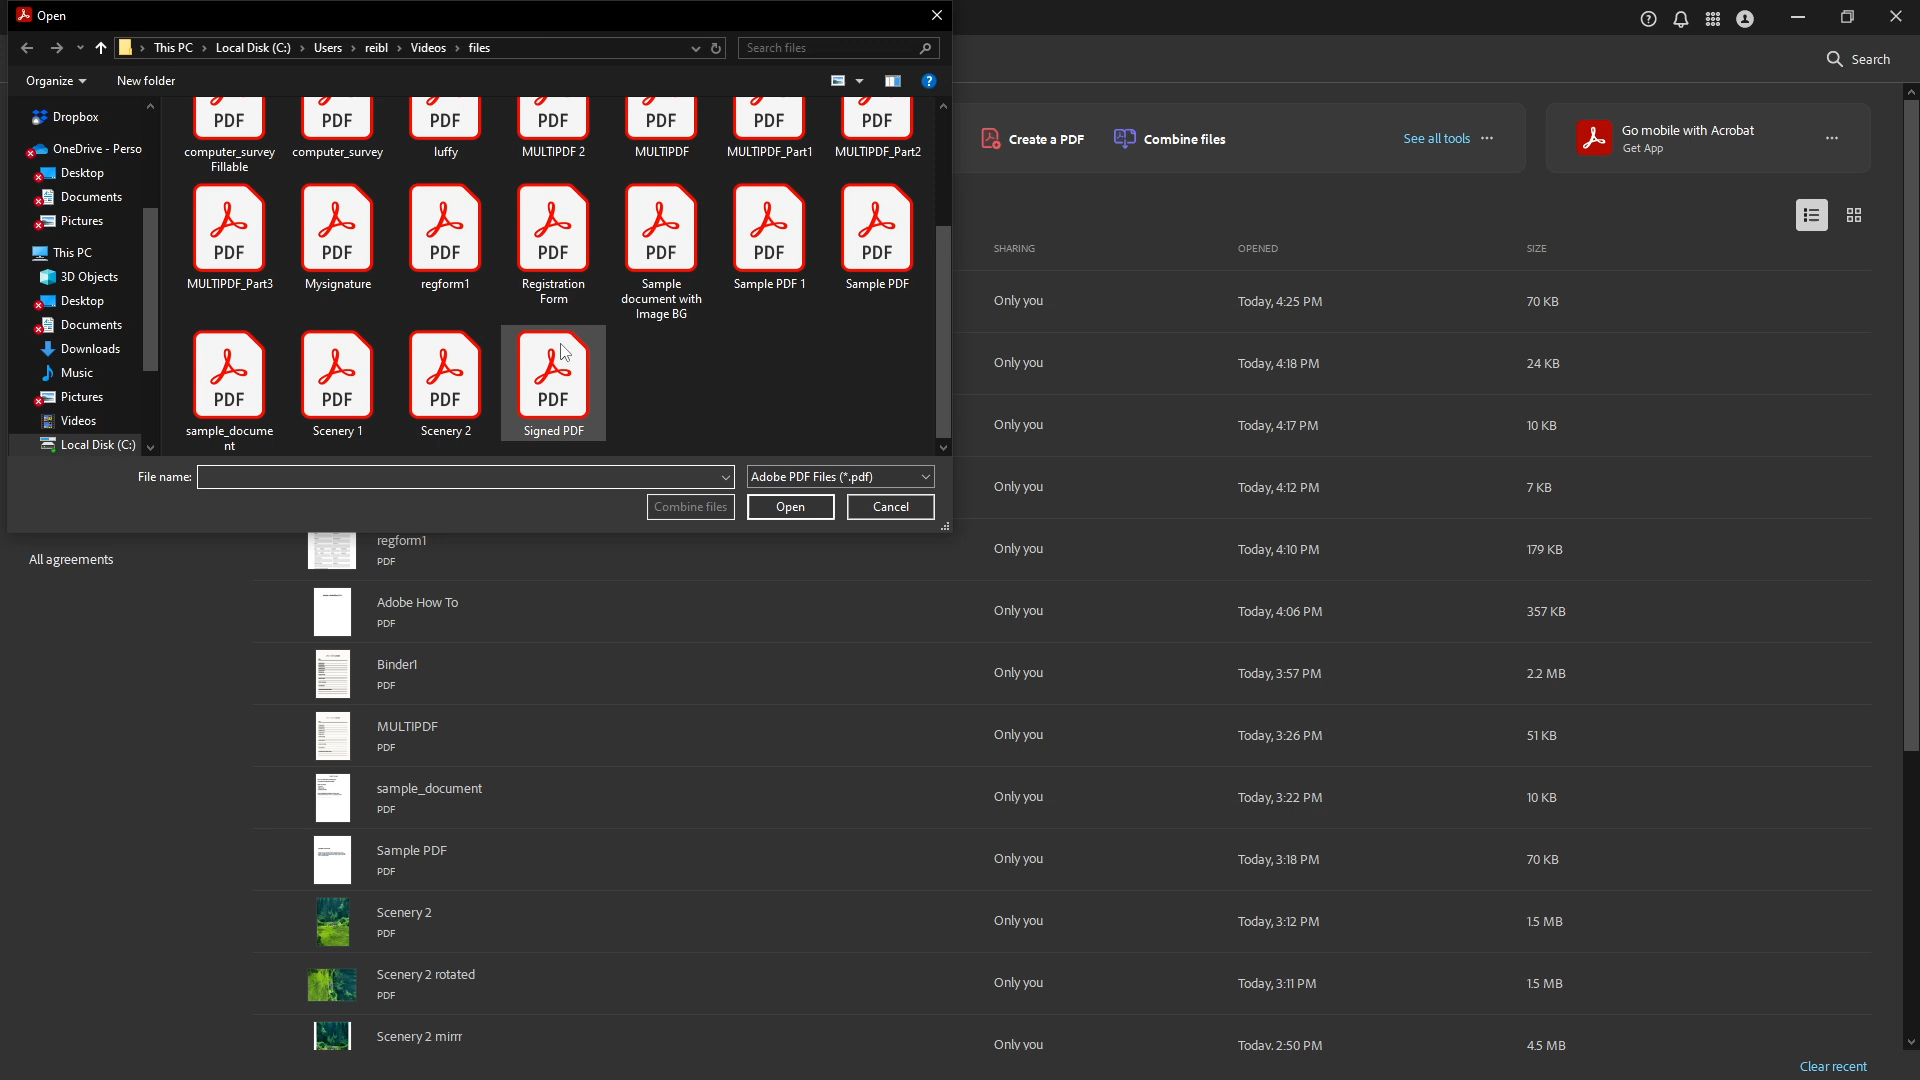 Open
This PC > Local Disk (C:) > Users > reibl > Videos > files
Search files
Organize
New folder
Dropbox
OneDrive - Perso
Desktop
Documents
Pictures
This PC
3D Objects
Desktop
Documents
Downloads
Music
Pictures
Videos
Local Disk (C:)
PDF PDF PDF PDF PDF PDF PDF
computer_survey computer_survey luffy MULTIPDF 2 MULTIPDF MULTIPDF_Part1 MULTIPDF_Part2
Fillable
PDF PDF PDF PDF PDF PDF PDF
MULTIPDF_Part3 Mysignature regform1 Registration Sample Sample PDF 1 Sample PDF
Form document with
Image BG
PDF PDF PDF PDF
sample_docume Scenery 1 Scenery 2 Signed PDF
nt
File name:
Adobe PDF Files (*.pdf)
Combine files
Open
Cancel
Search
Create a PDF
Combine files
See all tools
Go mobile with Acrobat
Get App
SHARING OPENED SIZE
Only you Today, 4:25 PM 70 KB
Only you Today, 4:18 PM 24 KB
Only you Today, 4:17 PM 10 KB
Only you Today, 4:12 PM 7 KB
All agreements
regform1
PDF
Only you Today, 4:10 PM 179 KB
Adobe How To
PDF
Only you Today, 4:06 PM 357 KB
Binder1
PDF
Only you Today, 3:57 PM 2.2 MB
MULTIPDF
PDF
Only you Today, 3:26 PM 51 KB
sample_document
PDF
Only you Today, 3:22 PM 10 KB
Sample PDF
PDF
Only you Today, 3:18 PM 70 KB
Scenery 2
PDF
Only you Today, 3:12 PM 1.5 MB
Scenery 2 rotated
PDF
Only you Today, 3:11 PM 1.5 MB
Scenery 2 mirrr
Only you Today, 2:50 PM 4.5 MB
Clear recent